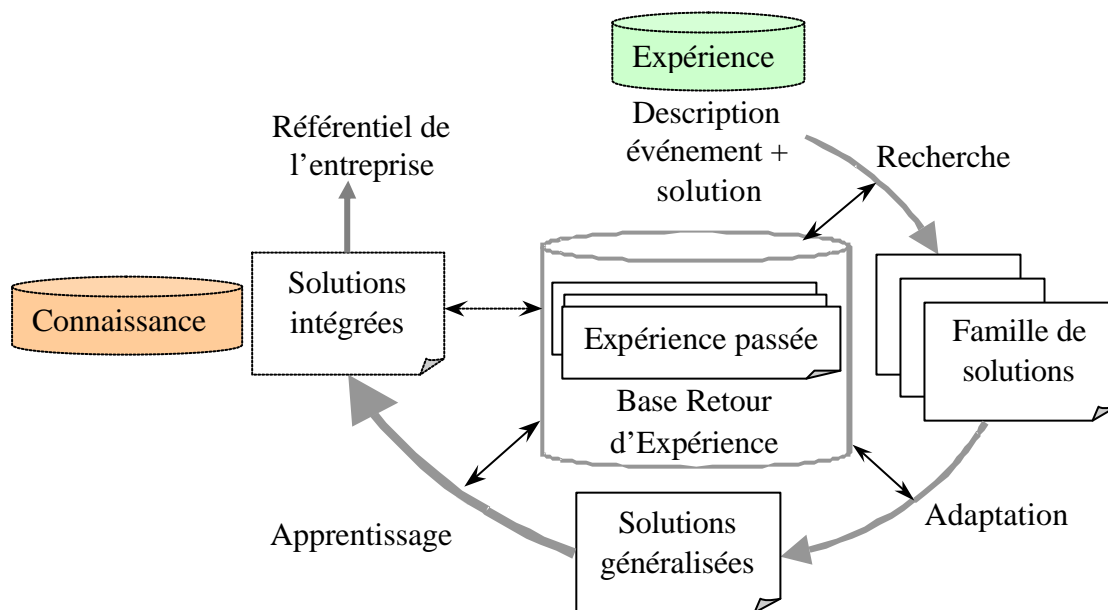 Expérience
Description
événement +
solution
Recherche
Référentiel de
l’entreprise
Connaissance
Solutions
intégrées
Expérience passée
Base Retour
d’Expérience
Famille de
solutions
Adaptation
Solutions
généralisées
Apprentissage